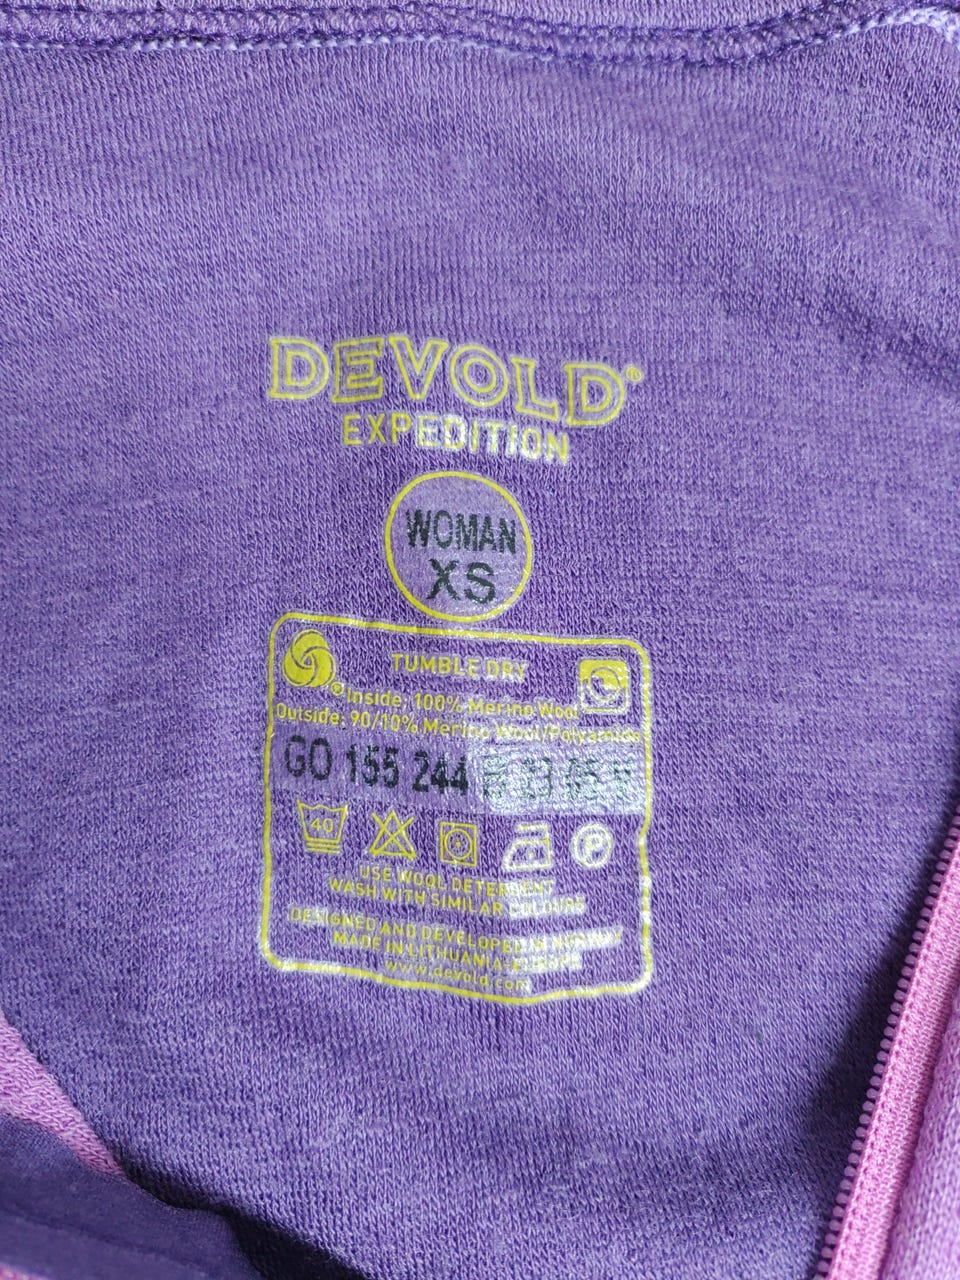 DEVOLD®
EXPEDITION
WOMAN
XS
TUMBLE DRY
® Inside: 100% Merino Wool
Outside: 90/10% Merino Wool/Polyamide
GO 155 244
40
P
USE WOOL DETERGENT
WASH WITH SIMILAR COLOURS
DESIGNED AND DEVELOPED IN NORWAY
MADE IN LITHUANIA-EUROPE
www.devold.com